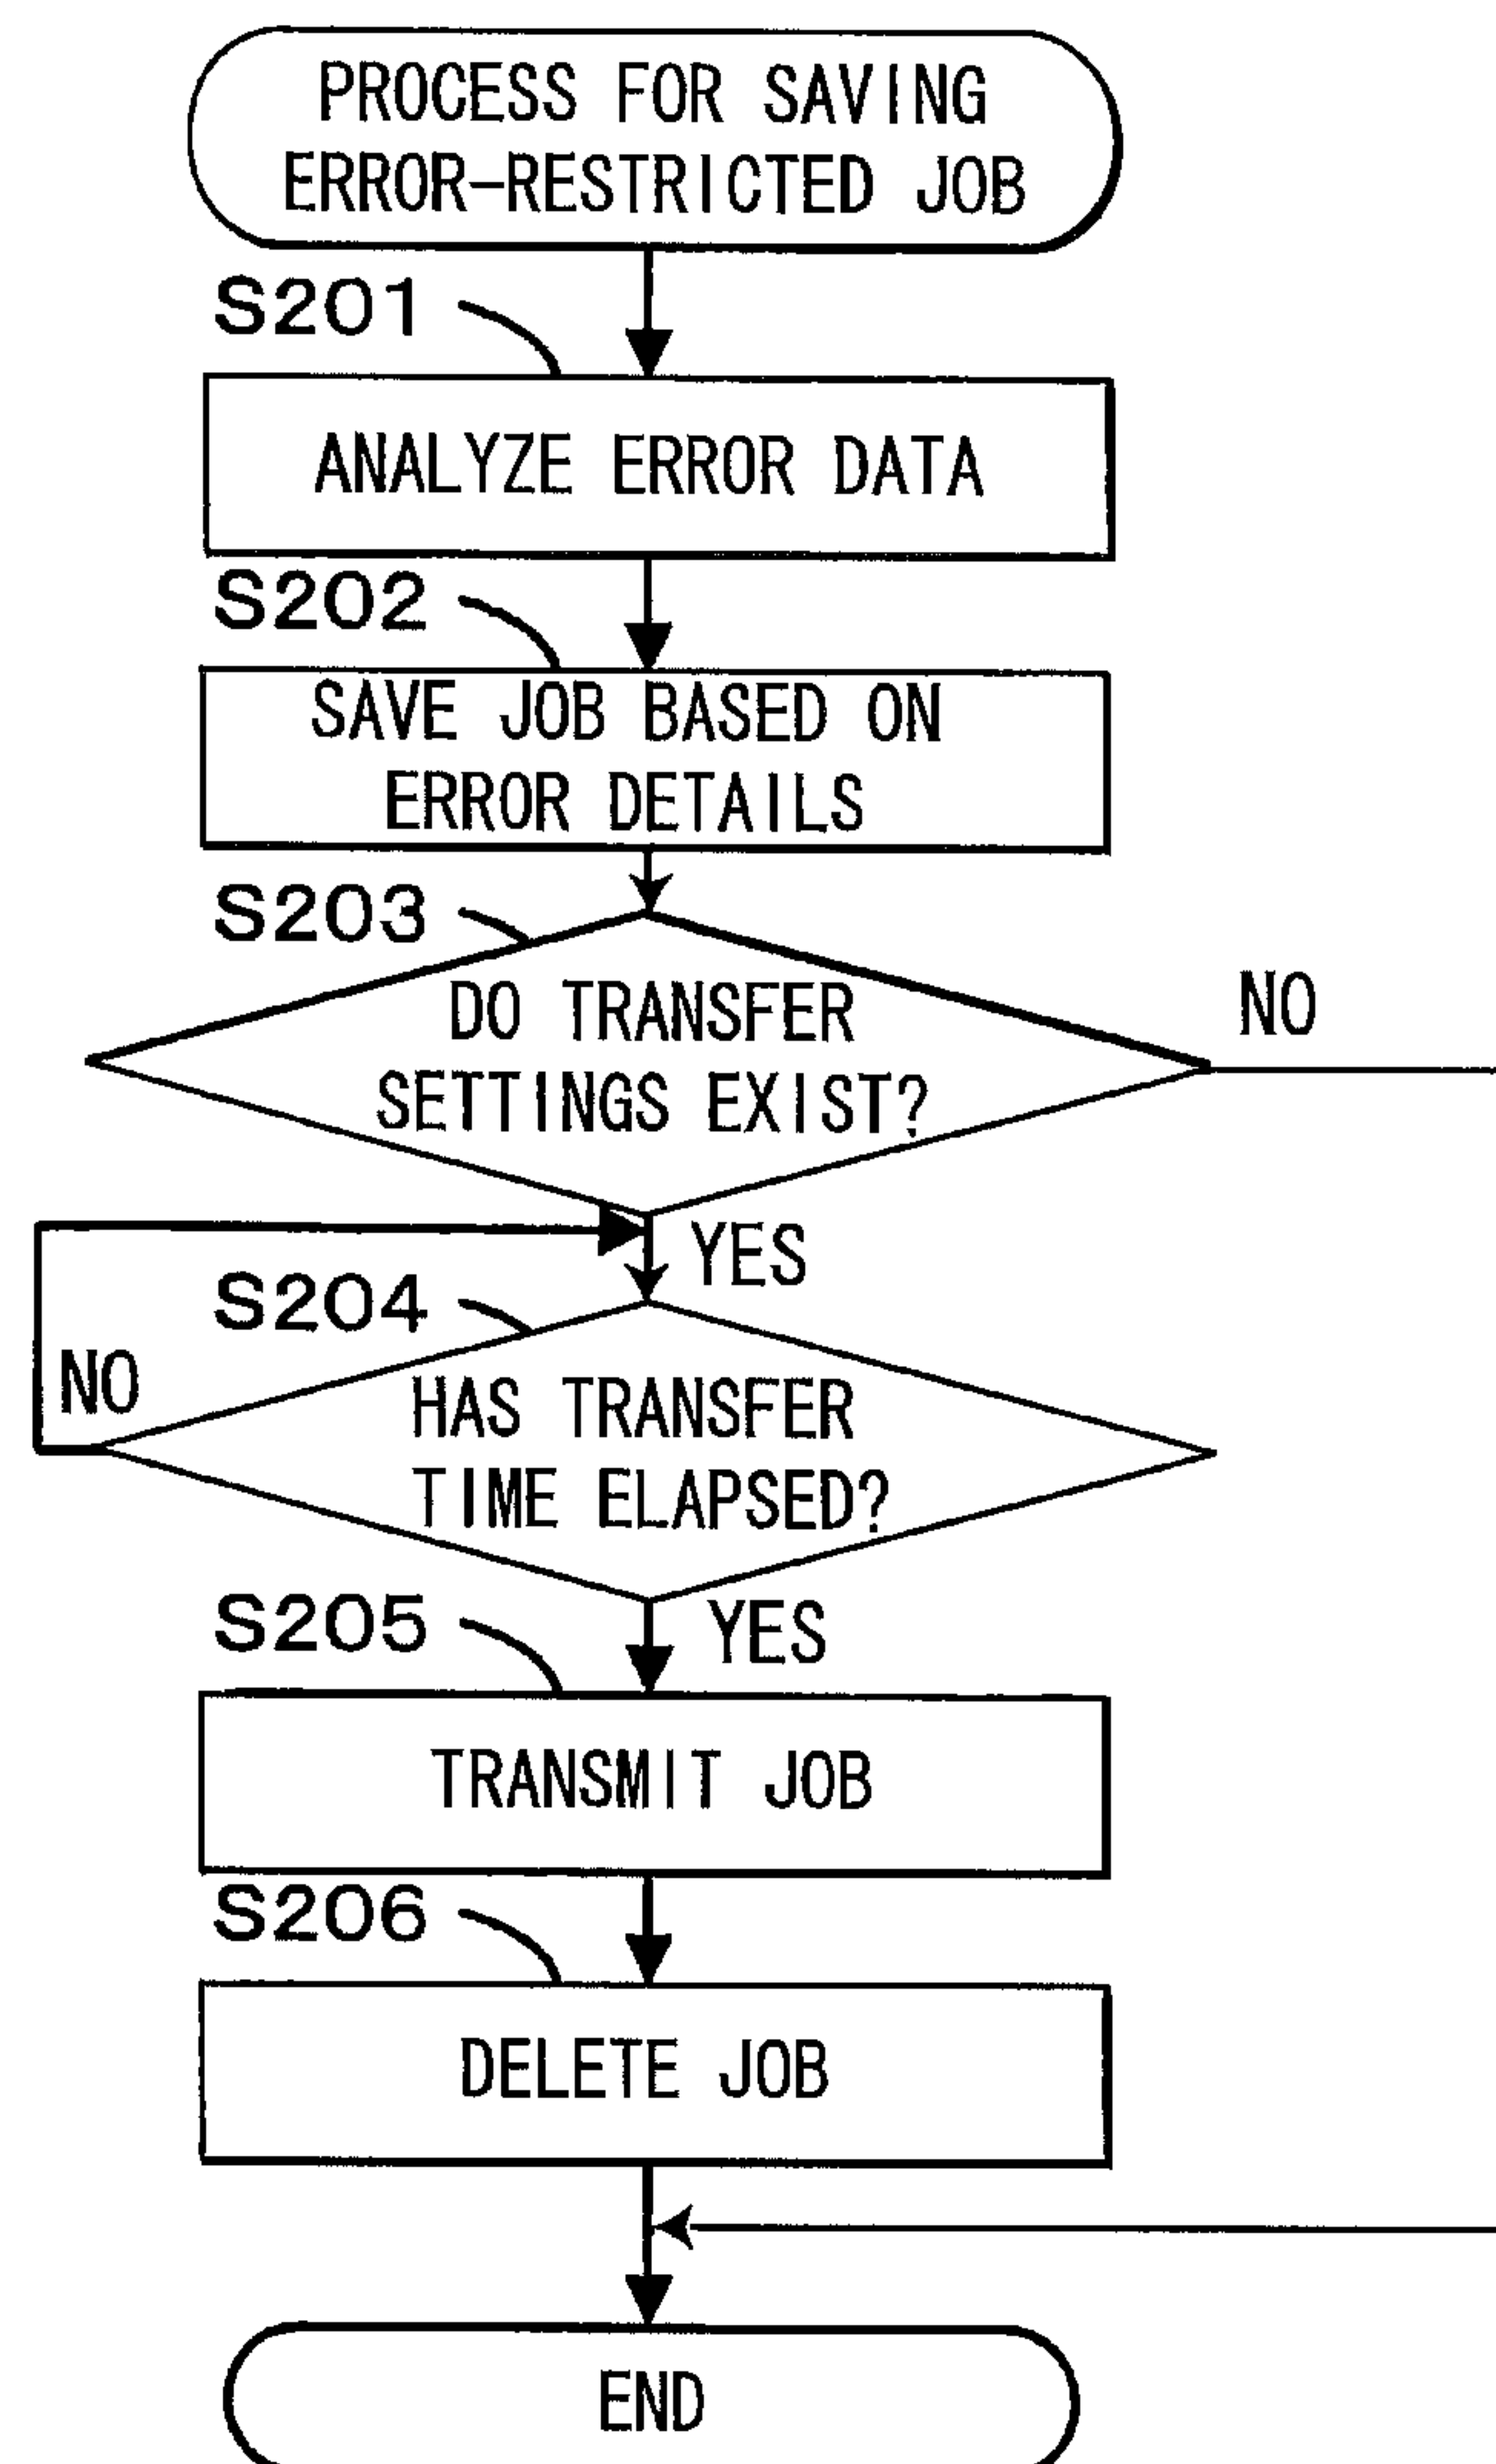 PROCESS FOR SAVING
ERROR-RESTRICTED JOB
S201
ANALYZE ERROR DATA
S202
SAVE JOB BASED ON
ERROR DETAILS
S203
DO TRANSFER
SETTINGS EXIST?
NO
YES
S204
NO
HAS TRANSFER
TIME ELAPSED?
S205
YES
TRANSMIT JOB
S206
DELETE JOB
END